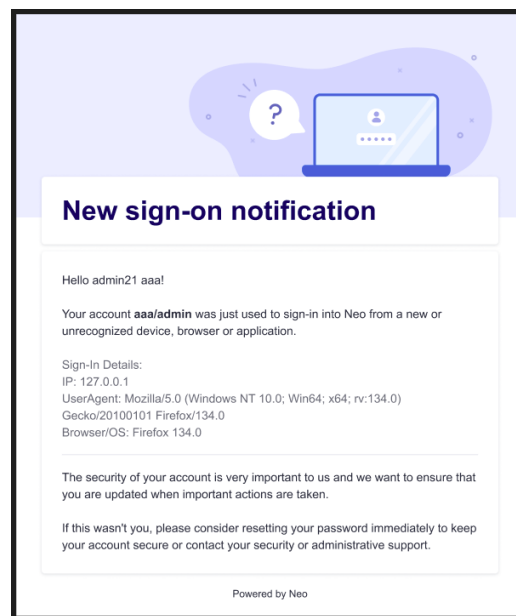 ?
*****
New sign-on notification
Hello admin21 aaa!
Your account aaa/admin was just used to sign-in into Neo from a new or
unrecognized device, browser or application.
Sign-In Details:
IP: 127.0.0.1
UserAgent: Mozilla/5.0 (Windows NT 10.0; Win64; x64; rv:134.0)
Gecko/20100101 Firefox/134.0
Browser/OS: Firefox 134.0
The security of your account is very important to us and we want to ensure that
you are updated when important actions are taken.
If this wasn't you, please consider resetting your password immediately to keep
your account secure or contact your security or administrative support.
Powered by Neo